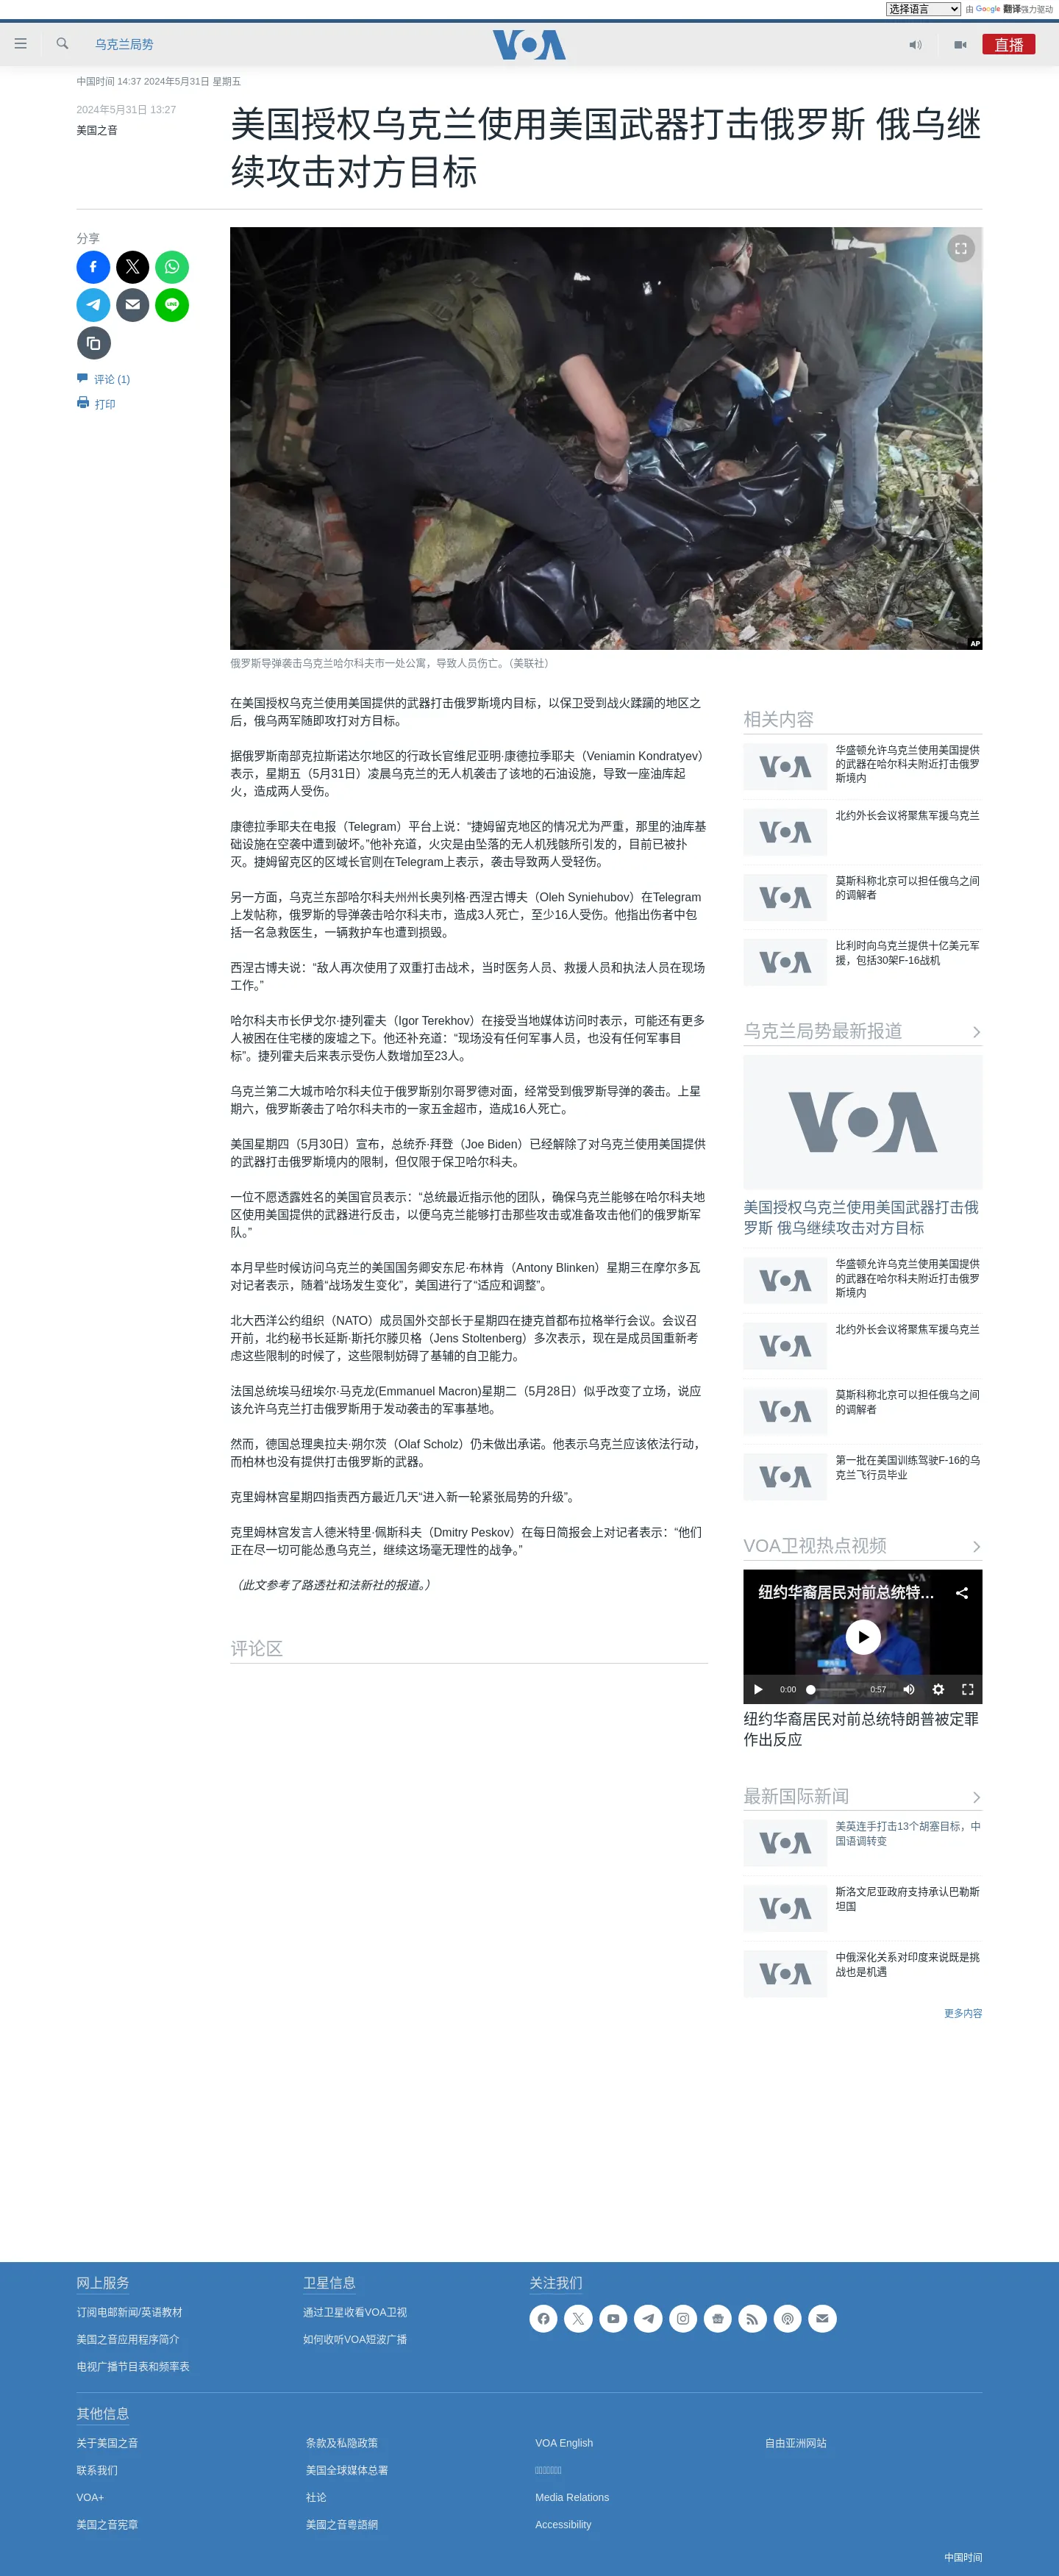 选择语言
由 Google 翻译强力驱动
乌克兰局势
VOA
直播
中国时间 14:37 2024年5月31日 星期五
2024年5月31日 13:27
美国之音
美国授权乌克兰使用美国武器打击俄罗斯 俄乌继
续攻击对方目标
分享
LINE
评论 (1)
打印
AP
俄罗斯导弹袭击乌克兰哈尔科夫市一处公寓，导致人员伤亡。（美联社）
在美国授权乌克兰使用美国提供的武器打击俄罗斯境内目标，以保卫受到战火蹂躏的地区之
后，俄乌两军随即攻打对方目标。
据俄罗斯南部克拉斯诺达尔地区的行政长官维尼亚明·康德拉季耶夫（Veniamin Kondratyev）
表示，星期五（5月31日）凌晨乌克兰的无人机袭击了该地的石油设施，导致一座油库起
火，造成两人受伤。
康德拉季耶夫在电报（Telegram）平台上说：“捷姆留克地区的情况尤为严重，那里的油库基
础设施在空袭中遭到破坏。”他补充道，火灾是由坠落的无人机残骸所引发的，目前已被扑
灭。捷姆留克区的区域长官则在Telegram上表示，袭击导致两人受轻伤。
另一方面，乌克兰东部哈尔科夫州州长奥列格·西涅古博夫（Oleh Syniehubov）在Telegram
上发帖称，俄罗斯的导弹袭击哈尔科夫市，造成3人死亡，至少16人受伤。他指出伤者中包
括一名急救医生，一辆救护车也遭到损毁。
西涅古博夫说：“敌人再次使用了双重打击战术，当时医务人员、救援人员和执法人员在现场
工作。”
哈尔科夫市长伊戈尔·捷列霍夫（Igor Terekhov）在接受当地媒体访问时表示，可能还有更多
人被困在住宅楼的废墟之下。他还补充道：“现场没有任何军事人员，也没有任何军事目
标”。捷列霍夫后来表示受伤人数增加至23人。
乌克兰第二大城市哈尔科夫位于俄罗斯别尔哥罗德对面，经常受到俄罗斯导弹的袭击。上星
期六，俄罗斯袭击了哈尔科夫市的一家五金超市，造成16人死亡。
美国星期四（5月30日）宣布，总统乔·拜登（Joe Biden）已经解除了对乌克兰使用美国提供
的武器打击俄罗斯境内的限制，但仅限于保卫哈尔科夫。
一位不愿透露姓名的美国官员表示：“总统最近指示他的团队，确保乌克兰能够在哈尔科夫地
区使用美国提供的武器进行反击，以便乌克兰能够打击那些攻击或准备攻击他们的俄罗斯军
队。”
本月早些时候访问乌克兰的美国国务卿安东尼·布林肯（Antony Blinken）星期三在摩尔多瓦
对记者表示，随着“战场发生变化”，美国进行了“适应和调整”。
北大西洋公约组织（NATO）成员国外交部长于星期四在捷克首都布拉格举行会议。会议召
开前，北约秘书长延斯·斯托尔滕贝格（Jens Stoltenberg）多次表示，现在是成员国重新考
虑这些限制的时候了，这些限制妨碍了基辅的自卫能力。
法国总统埃马纽埃尔·马克龙(Emmanuel Macron)星期二（5月28日）似乎改变了立场，说应
该允许乌克兰打击俄罗斯用于发动袭击的军事基地。
然而，德国总理奥拉夫·朔尔茨（Olaf Scholz）仍未做出承诺。他表示乌克兰应该依法行动，
而柏林也没有提供打击俄罗斯的武器。
克里姆林宫星期四指责西方最近几天“进入新一轮紧张局势的升级”。
克里姆林宫发言人德米特里·佩斯科夫（Dmitry Peskov）在每日简报会上对记者表示：“他们
正在尽一切可能怂恿乌克兰，继续这场毫无理性的战争。”
（此文参考了路透社和法新社的报道。）
评论区
相关内容
VOA
华盛顿允许乌克兰使用美国提供
的武器在哈尔科夫附近打击俄罗
斯境内
VOA
北约外长会议将聚焦军援乌克兰
VOA
莫斯科称北京可以担任俄乌之间
的调解者
VOA
比利时向乌克兰提供十亿美元军
援，包括30架F-16战机
乌克兰局势最新报道
VOA
美国授权乌克兰使用美国武器打击俄
罗斯 俄乌继续攻击对方目标
VOA
华盛顿允许乌克兰使用美国提供
的武器在哈尔科夫附近打击俄罗
斯境内
VOA
北约外长会议将聚焦军援乌克兰
VOA
莫斯科称北京可以担任俄乌之间
的调解者
VOA
第一批在美国训练驾驶F-16的乌
克兰飞行员毕业
VOA卫视热点视频
VOA
纽约华裔居民对前总统特...
0:00
0:57
纽约华裔居民对前总统特朗普被定罪
作出反应
最新国际新闻
VOA
美英连手打击13个胡塞目标，中
国语调转变
VOA
斯洛文尼亚政府支持承认巴勒斯
坦国
VOA
中俄深化关系对印度来说既是挑
战也是机遇
更多内容
网上服务
订阅电邮新闻/英语教材
美国之音应用程序简介
电视广播节目表和频率表
卫星信息
通过卫星收看VOA卫视
如何收听VOA短波广播
关注我们
其他信息
关于美国之音
条款及私隐政策
VOA English
自由亚洲网站
联系我们
美国全球媒体总署
VOA+
社论
Media Relations
美国之音宪章
美國之音粵語網
Accessibility
中国时间